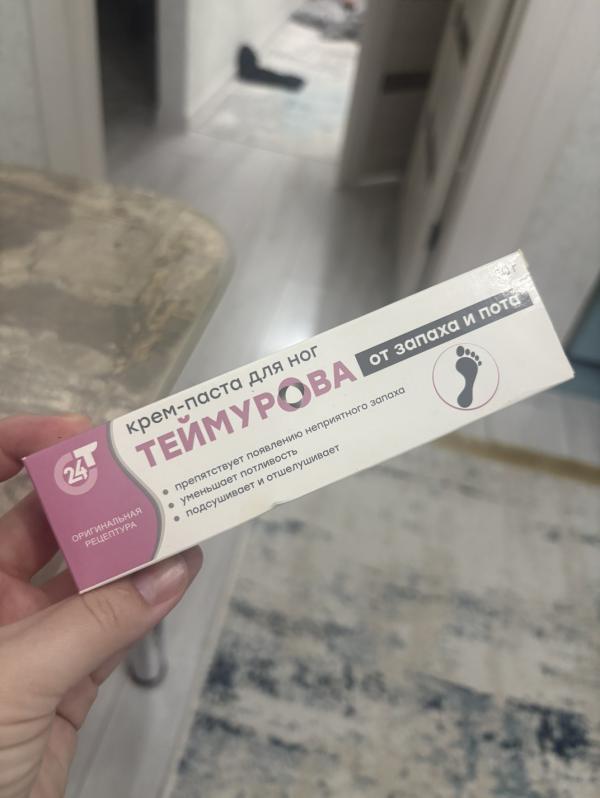 крем-паста для ног
ТЕЙМУРОВА
от запаха и пота
препятствует появлению неприятного запаха
уменьшает потливость
подсушивает и отшелушивает
24Т
ОРИГИНАЛЬНАЯ
РЕЦЕПТУРА